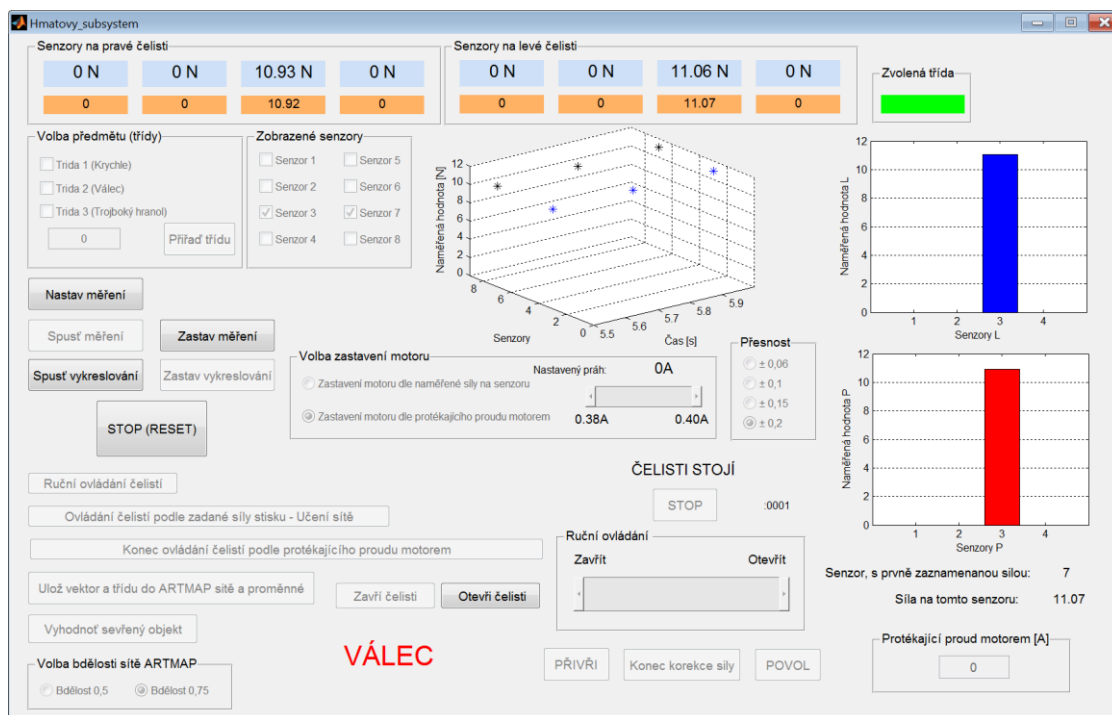 Hmatovy_subsystem
Senzory na pravé čelisti
0 N 0 N 10.93 N 0 N
0 0 10.92 0
Senzory na levé čelisti
0 N 0 N 11.06 N 0 N
0 0 11.07 0
Zvolená třída
Volba předmětu (třídy)
Trida 1 (Krychle)
Trida 2 (Válec)
Trida 3 (Trojboký hranol)
0 Přiřaď třídu
Zobrazené senzory
Senzor 1 Senzor 5
Senzor 2 Senzor 6
Senzor 3 Senzor 7
Senzor 4 Senzor 8
Naměřená hodnota [N]
12
10
8
6
4
2
0
8 6 4 2 0
Senzory
5.5 5.6 5.7 5.8 5.9
Čas [s]
Naměřená hodnota L
12
10
8
6
4
2
0
1 2 3 4
Senzory L
Nastav měření
Spusť měření Zastav měření
Spusť vykreslování Zastav vykreslování
STOP (RESET)
Volba zastavení motoru
Zastavení motoru dle naměřené síly na senzoru
Zastavení motoru dle protékajícího proudu motorem
Nastavený práh: 0A
0.38A 0.40A
Přesnost
± 0,06
± 0,1
± 0,15
± 0,2
Naměřená hodnota P
12
10
8
6
4
2
0
1 2 3 4
Senzory P
ČELISTI STOJÍ
STOP :0001
Ruční ovládání čelistí
Ovládání čelistí podle zadané síly stisku - Učení sítě
Konec ovládání čelistí podle protékajícího proudu motorem
Ulož vektor a třídu do ARTMAP sítě a proměnné
Zavří čelisti Otevři čelisti
Vyhodnoť sevřený objekt
Ruční ovládání
Zavřít Otevřít
Senzor, s prvně zaznamenanou silou: 7
Síla na tomto senzoru: 11.07
VÁLEC
Volba bdělosti sítě ARTMAP
Bdělost 0,5 Bdělost 0,75
PŘIVŘI Konec korekce sily POVOL
Protékající proud motorem [A]
0